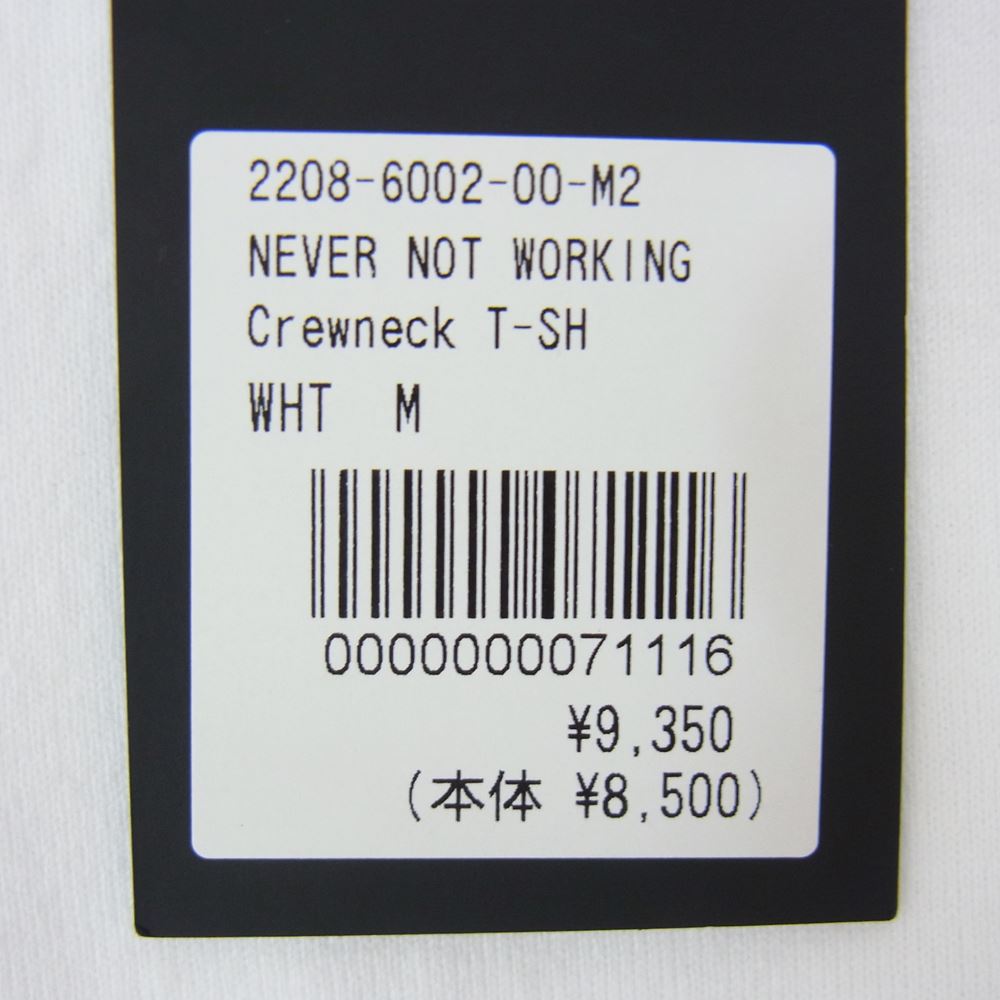 2208-6002-00-M2
NEVER NOT WORKING
Crewneck T-SH
WHT M
0000000071116
¥9,350
(本体 ¥8,500)